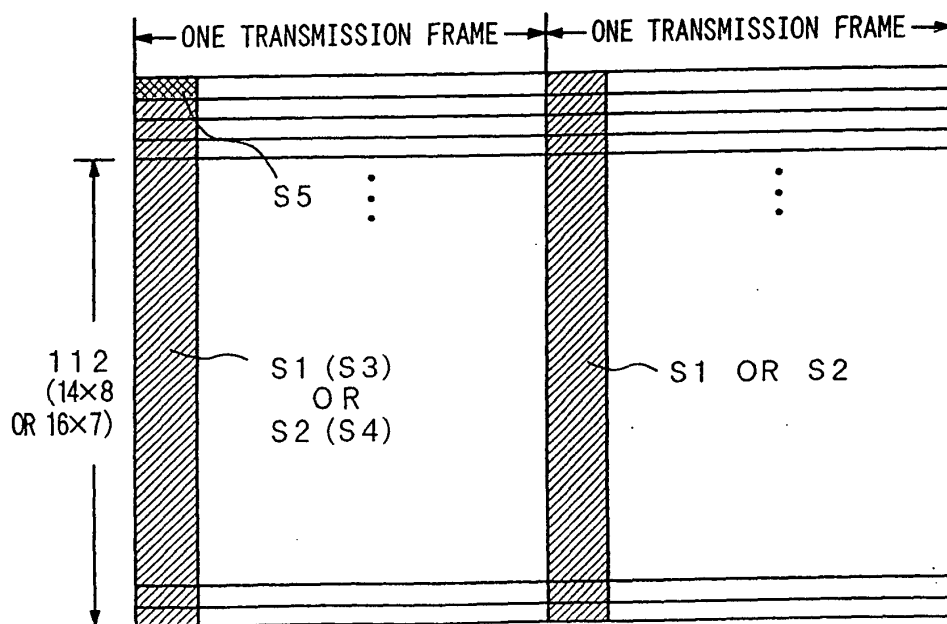 ONE TRANSMISSION FRAME
ONE TRANSMISSION FRAME
S5
112
(14×8
OR 16×7)
S1 (S3)
OR
S2 (S4)
S1 OR S2